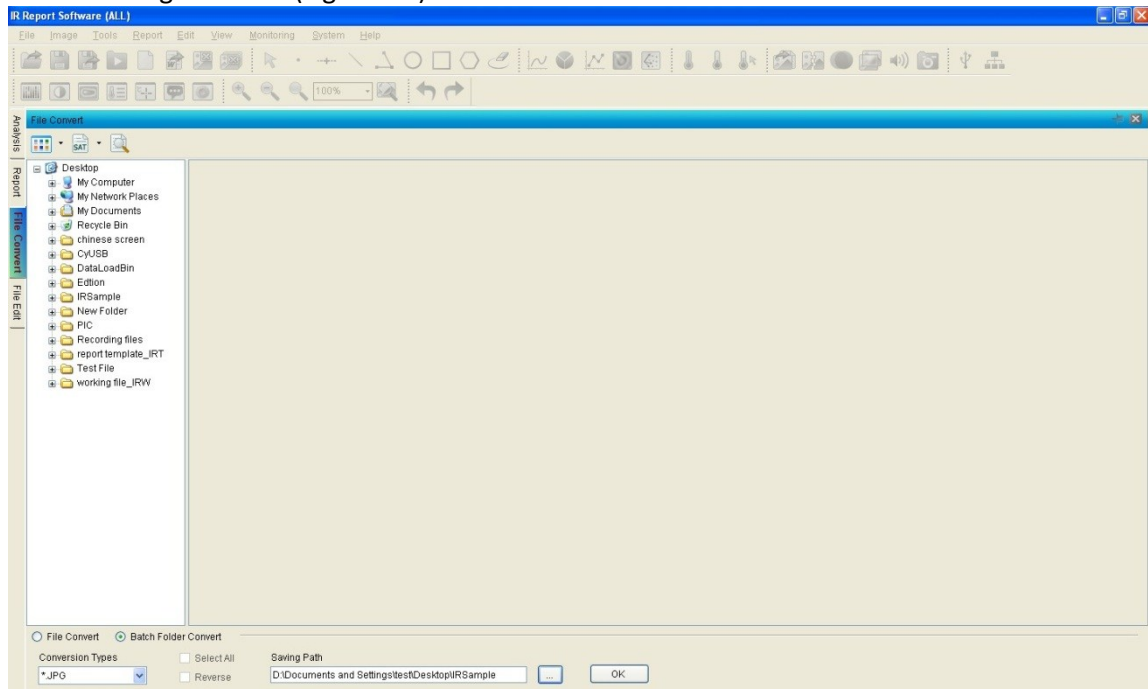 IR Report Software (ALL)
File Image Tools Report Edit View Monitoring System Help
100%
File Convert
Analysis
Report
File Convert
File Edit
SAT
Desktop
My Computer
My Network Places
My Documents
Recycle Bin
chinese screen
CyUSB
DataLoadBin
Edtion
IRSample
New Folder
PIC
Recording files
report template_IRT
Test File
working file_IRW
File Convert Batch Folder Convert
Conversion Types Select All Saving Path
*.JPG Reverse D:\Documents and Settings\test\Desktop\IRSample ... OK